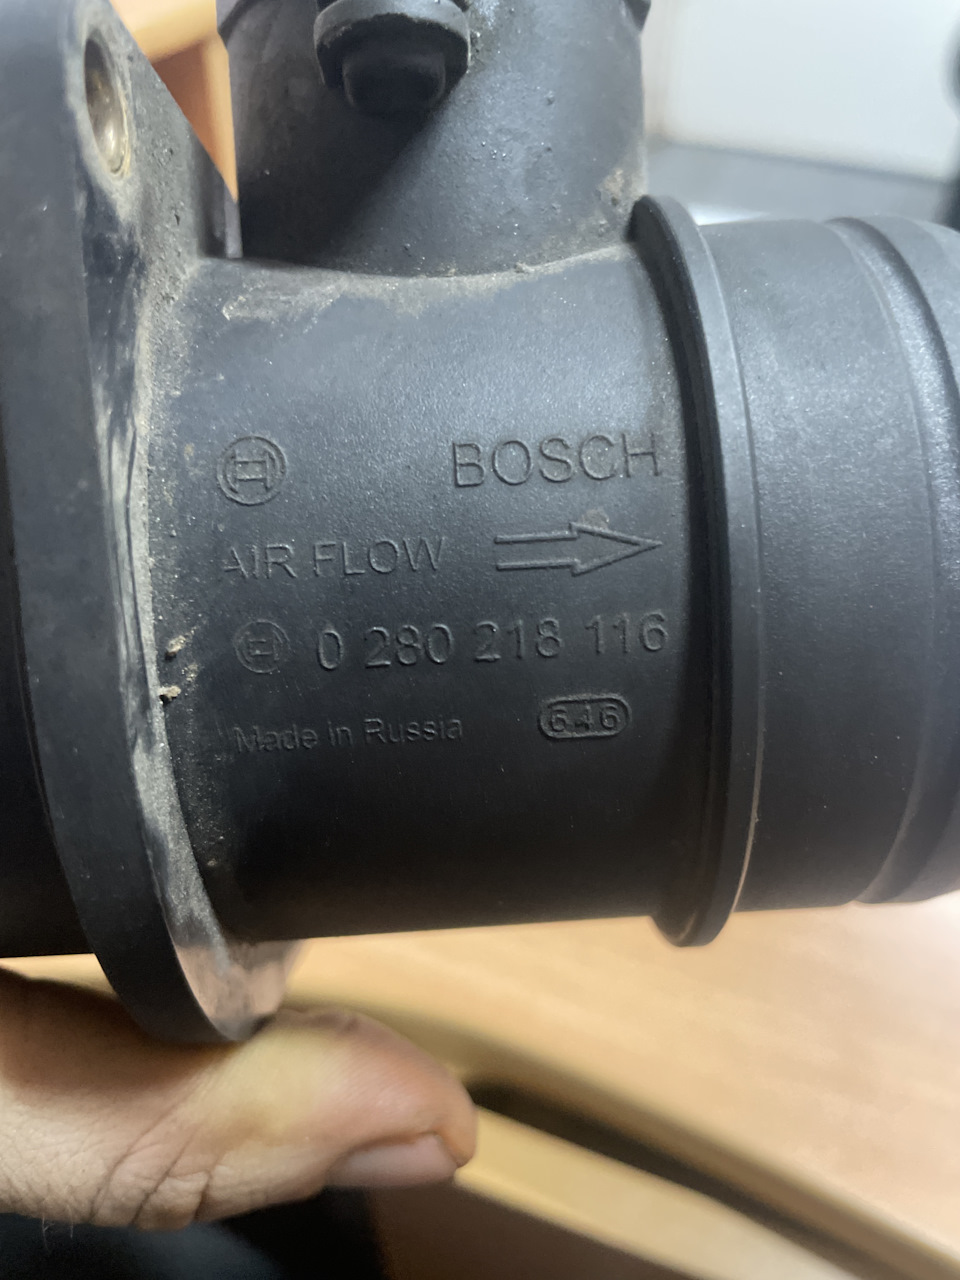 BOSCH
AIR FLOW
0 280 218 116
Made in Russia 646